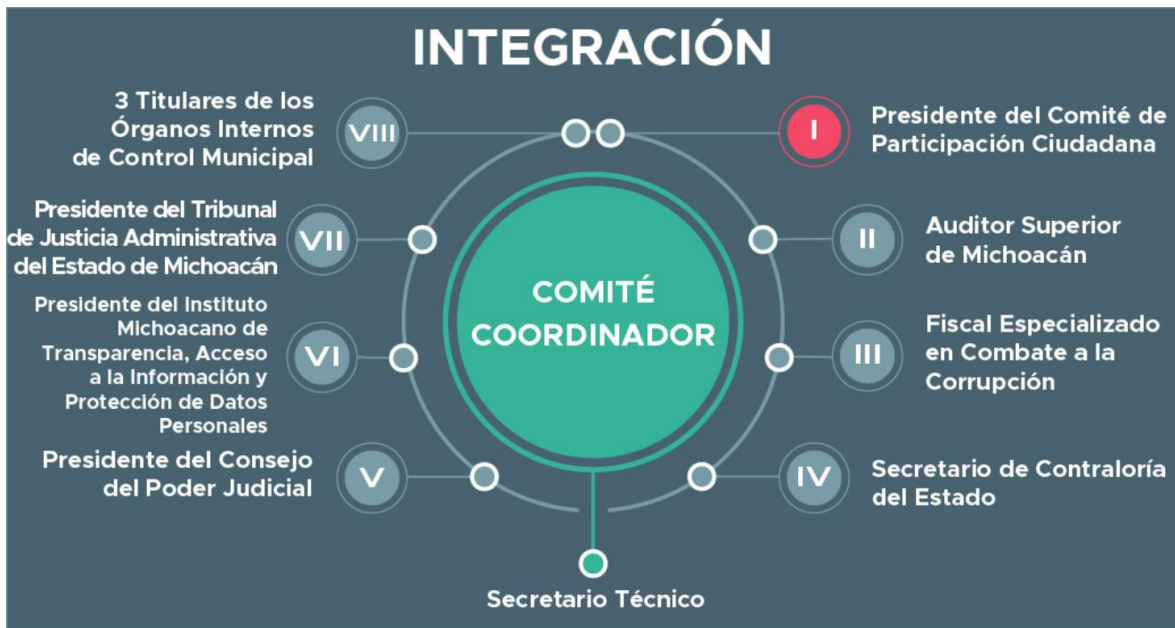 INTEGRACIÓN
I
Presidente del Comité de
Participación Ciudadana
II
Auditor Superior
de Michoacán
III
Fiscal Especializado
en Combate a la
Corrupción
IV
Secretario de Contraloría
del Estado
V
Presidente del Consejo
del Poder Judicial
VI
Presidente del Instituto
Michoacano de
Transparencia, Acceso
a la Información y
Protección de Datos
Personales
VII
Presidente del Tribunal
de Justicia Administrativa
del Estado de Michoacán
VIII
3 Titulares de los
Órganos Internos
de Control Municipal
COMITÉ
COORDINADOR
Secretario Técnico